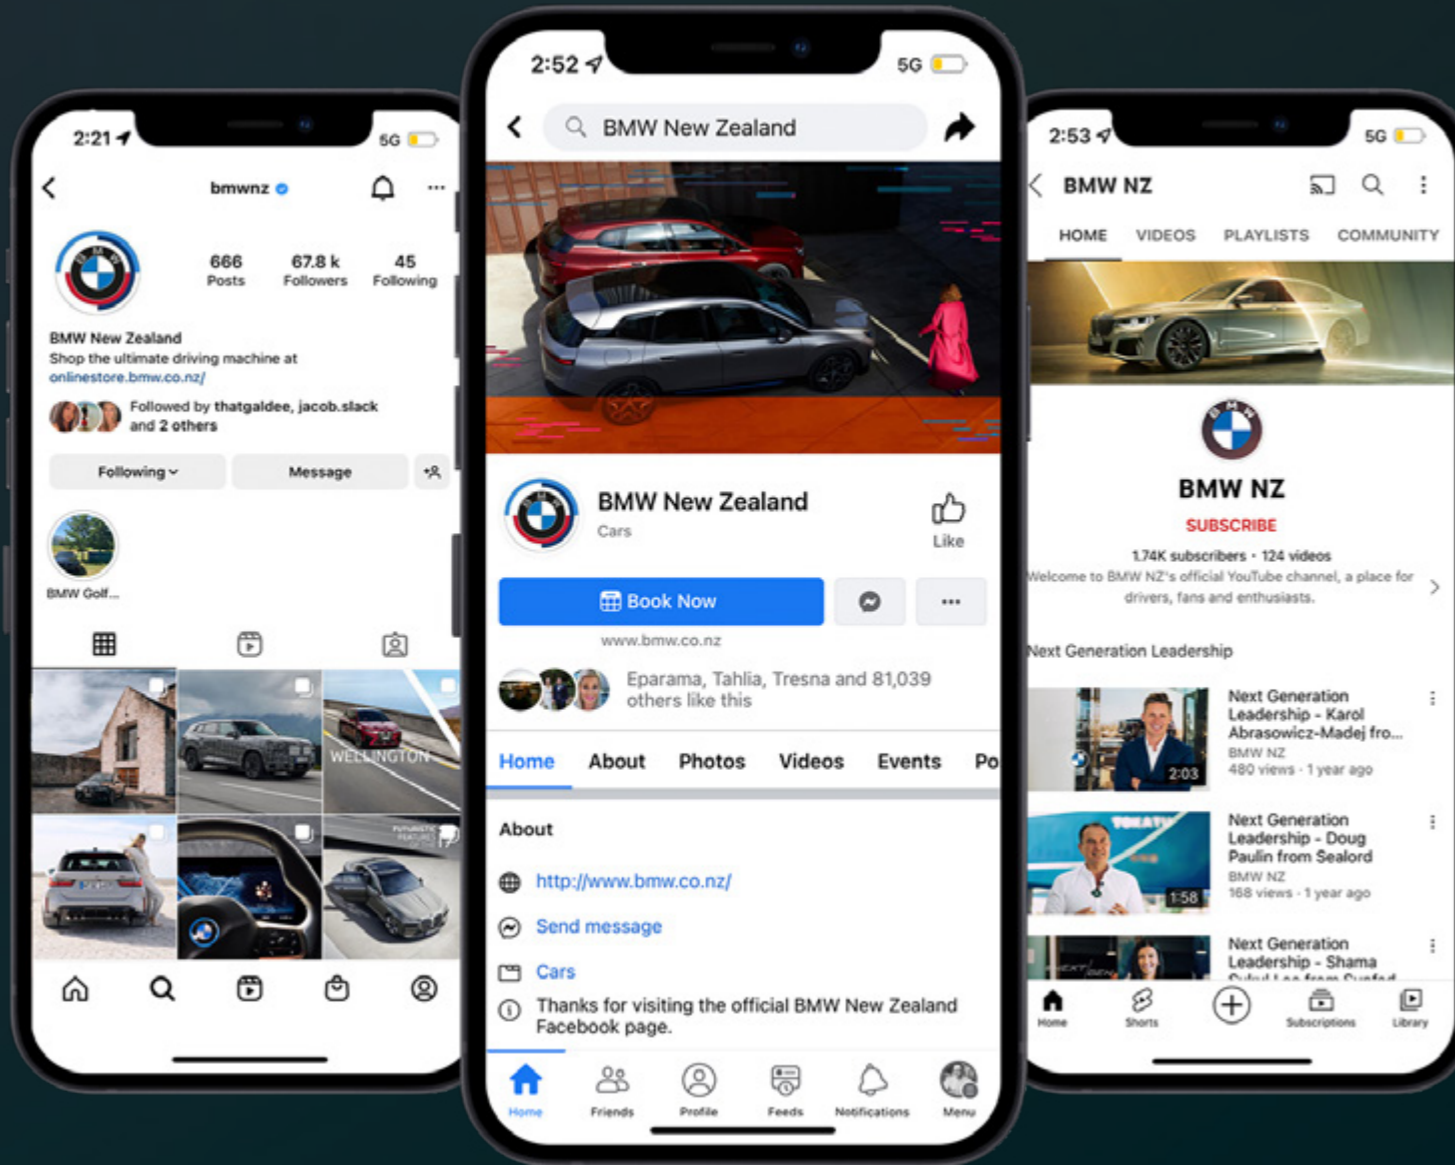 2:21
5G
bmwnz
666
67.8 k
45
Posts
Followers
Following
BMW New Zealand
Shop the ultimate driving machine at
onlinestore.bmw.co.nz/
Followed by thatgaldee, jacob.slack
and 2 others
Following
Message
BMW Golf...
WELLINGTON
2:52
5G
BMW New Zealand
BMW New Zealand
Cars
Like
Book Now
www.bmw.co.nz
Eparama, Tahlia, Tresna and 81,039
others like this
Home About Photos Videos Events Po
About
http://www.bmw.co.nz/
Send message
Cars
Thanks for visiting the official BMW New Zealand
Facebook page.
Home Friends Profile Feeds Notifications Menu
2:53
5G
BMW NZ
HOME VIDEOS PLAYLISTS COMMUNITY
BMW
BMW NZ
SUBSCRIBE
1.74K subscribers · 124 videos
Welcome to BMW NZ's official YouTube channel, a place for
drivers, fans and enthusiasts.
Next Generation Leadership
2:03
Next Generation
Leadership - Karol
Abrasowicz-Madej fro...
BMW NZ
480 views · 1 year ago
1:58
Next Generation
Leadership - Doug
Paulin from Sealord
BMW NZ
168 views · 1 year ago
Next Generation
Leadership - Shama
Home Shorts Subscriptions Library